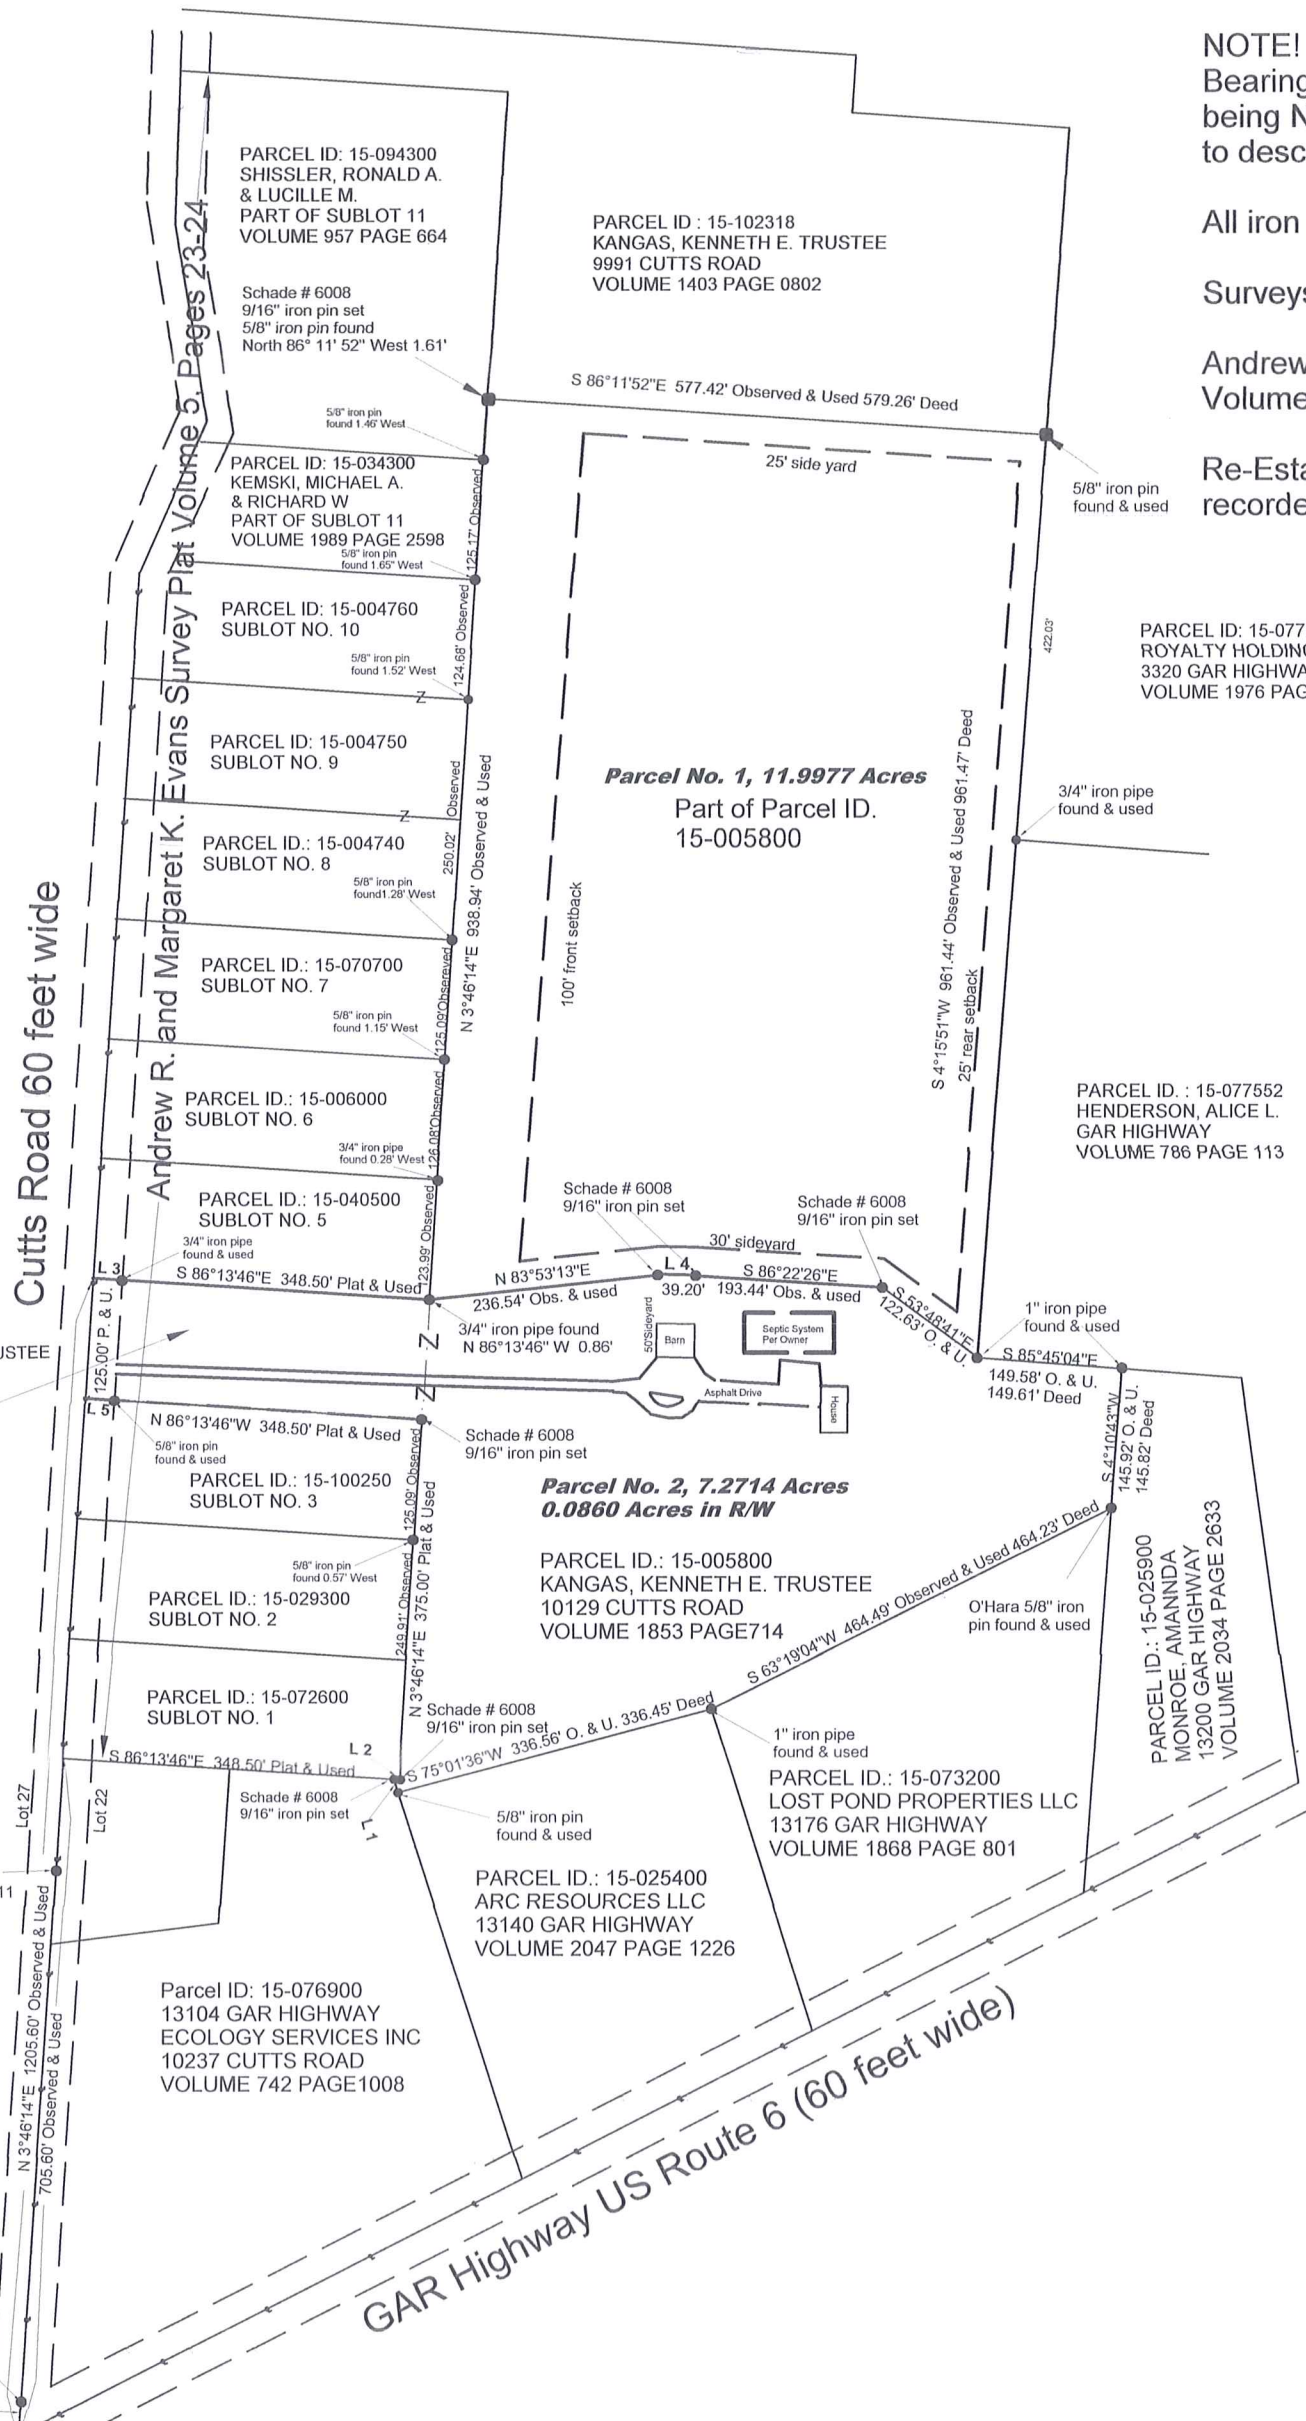 NOTE!
Bearing
being N
to desc
All iron
Surveys
Andrew
Volume
Re-Esta
recorde
PARCEL ID: 15-094300
SHISSLER, RONALD A.
& LUCILLE M.
PART OF SUBLOT 11
VOLUME 957 PAGE 664
PARCEL ID : 15-102318
KANGAS, KENNETH E. TRUSTEE
9991 CUTTS ROAD
VOLUME 1403 PAGE 0802
Schade # 6008
9/16" iron pin set
5/8" iron pin found
North 86° 11' 52" West 1.61'
S 86°11'52"E 577.42' Observed & Used 579.26' Deed
5/8" iron pin
found 1.46' West
25' side yard
5/8" iron pin
found & used
PARCEL ID: 15-034300
KEMSKI, MICHAEL A.
& RICHARD W
PART OF SUBLOT 11
VOLUME 1989 PAGE 2598
125.17' Observed
5/8" iron pin
found 1.65" West
PARCEL ID: 15-004760
SUBLOT NO. 10
124.68' Observed
422.03'
PARCEL ID: 15-077
ROYALTY HOLDING
3320 GAR HIGHWA
VOLUME 1976 PAG
5/8" iron pin
found 1.52' West
Z
PARCEL ID: 15-004750
SUBLOT NO. 9
Z
250.02' Observed
N 3°46'14"E 938.94' Observed & Used
Parcel No. 1, 11.9977 Acres
Part of Parcel ID.
15-005800
3/4" iron pipe
found & used
PARCEL ID.: 15-004740
SUBLOT NO. 8
5/8" iron pin
found1.28' West
100' front setback
S 4°15'51"W 961.44' Observed & Used 961.47' Deed
25' rear setback
PARCEL ID.: 15-070700
SUBLOT NO. 7
125.09'Obsereved
5/8" iron pin
found 1.15' West
PARCEL ID.: 15-006000
SUBLOT NO. 6
126.08'Observed
3/4" iron pipe
found 0.28' West
PARCEL ID. : 15-077552
HENDERSON, ALICE L.
GAR HIGHWAY
VOLUME 786 PAGE 113
Cutts Road 60 feet wide
Andrew R. and Margaret K. Evans Survey Plat Volume 5, Pages 23-24
PARCEL ID.: 15-040500
SUBLOT NO. 5
123.99' Observed
3/4" iron pipe
found & used
L 3
S 86°13'46"E 348.50' Plat & Used
Schade # 6008
9/16" iron pin set
Schade # 6008
9/16" iron pin set
30' sideyard
N 83°53'13"E
236.54' Obs. & used
L 4
39.20'
S 86°22'26"E
193.44' Obs. & used
S 53°48'41"E
122.63' O. & U.
1" iron pipe
found & used
S 85°45'04"E
149.58' O. & U.
149.61' Deed
3/4" iron pipe found
N 86°13'46" W 0.86'
50'Sideyard
Barn
Septic System
Per Owner
Asphalt Drive
House
USTEE
125.00' P. & U.
Z
Z
L 5
N 86°13'46"W 348.50' Plat & Used
5/8" iron pin
found & used
Schade # 6008
9/16" iron pin set
S 4°10'43"W
145.92' O. & U.
145.82' Deed
PARCEL ID.: 15-100250
SUBLOT NO. 3
125.09' Observed
N 3°46'14"E 375.00' Plat & Used
Parcel No. 2, 7.2714 Acres
0.0860 Acres in R/W
PARCEL ID.: 15-005800
KANGAS, KENNETH E. TRUSTEE
10129 CUTTS ROAD
VOLUME 1853 PAGE714
5/8" iron pin
found 0.57' West
PARCEL ID.: 15-029300
SUBLOT NO. 2
249.91' Observed
S 63°19'04"W 464.49' Observed & Used 464.23' Deed
O'Hara 5/8" iron
pin found & used
PARCEL ID.: 15-025900
MONROE, AMANNDA
13200 GAR HIGHWAY
VOLUME 2034 PAGE 2633
PARCEL ID.: 15-072600
SUBLOT NO. 1
Schade # 6008
9/16" iron pin set
S 75°01'36"W 336.56' O. & U. 336.45' Deed
L 2
S 86°13'46"E 348.50' Plat & Used
1" iron pipe
found & used
Schade # 6008
9/16" iron pin set
L 1
5/8" iron pin
found & used
PARCEL ID.: 15-073200
LOST POND PROPERTIES LLC
13176 GAR HIGHWAY
VOLUME 1868 PAGE 801
Lot 27
Lot 22
11
PARCEL ID.: 15-025400
ARC RESOURCES LLC
13140 GAR HIGHWAY
VOLUME 2047 PAGE 1226
Parcel ID: 15-076900
13104 GAR HIGHWAY
ECOLOGY SERVICES INC
10237 CUTTS ROAD
VOLUME 742 PAGE1008
N 3°46'14"E 1205.60' Observed & Used
705.60' Observed & Used
GAR Highway US Route 6 (60 feet wide)